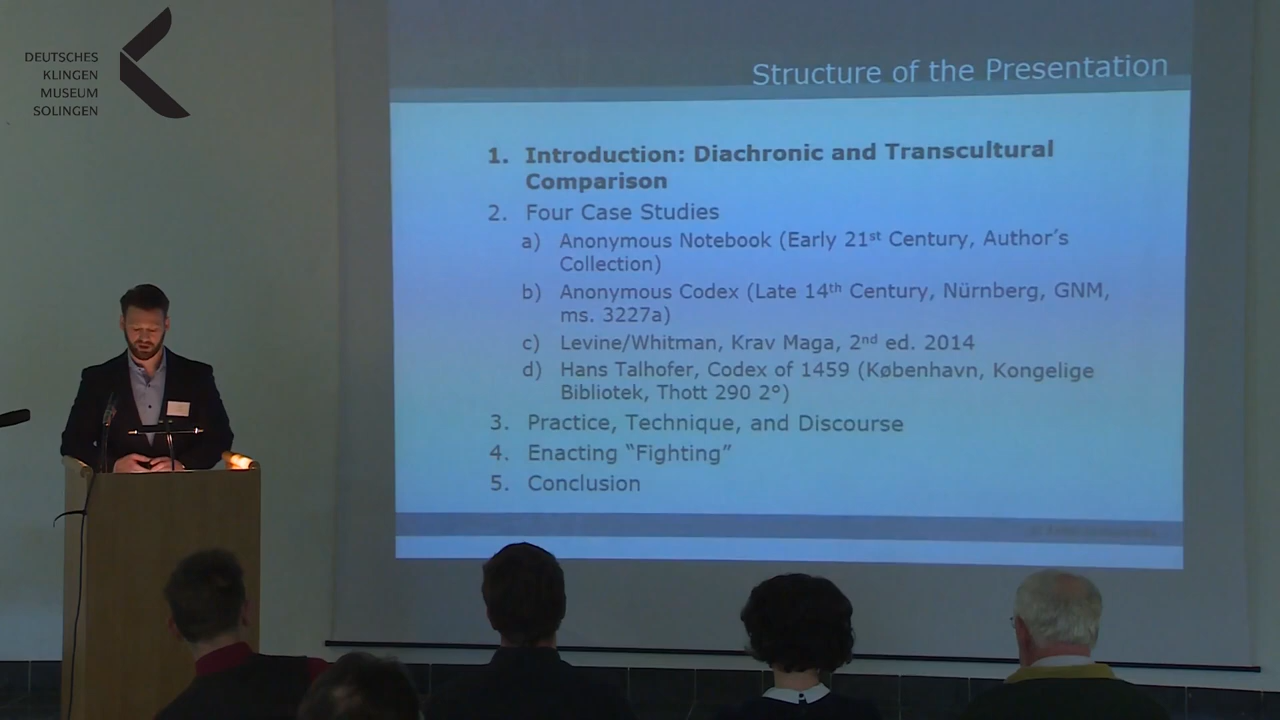 DEUTSCHES
KLINGEN
MUSEUM
SOLINGEN
Structure of the Presentation
1. Introduction: Diachronic and Transcultural
Comparison
2. Four Case Studies
a) Anonymous Notebook (Early 21st Century, Author's
Collection)
b) Anonymous Codex (Late 14th Century, Nürnberg, GNM,
ms. 3227a)
c) Levine/Whitman, Krav Maga, 2nd ed. 2014
d) Hans Talhofer, Codex of 1459 (København, Kongelige
Bibliotek, Thott 290 2º)
3. Practice, Technique, and Discourse
4. Enacting “Fighting”
5. Conclusion